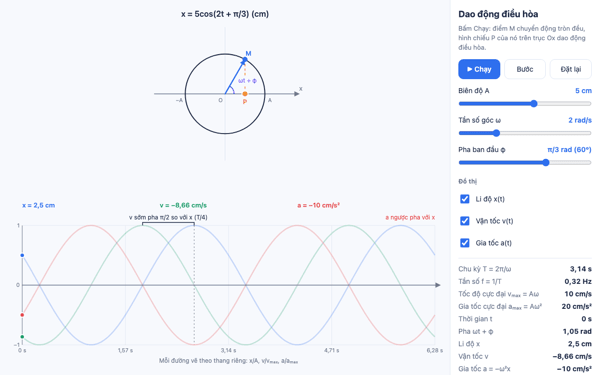 x = 5cos(2t + π/3) (cm)
M
ωt + φ
x
−A
O
P
A
x = 2,5 cm
v = −8,66 cm/s
a = −10 cm/s²
v sớm pha π/2 so với x (T/4)
a ngược pha với x
1
0
−1
0 s
1,57 s
3,14 s
4,71 s
6,28 s
Mỗi đường vẽ theo thang riêng: x/A, v/vmax, a/amax
Dao động điều hòa
Bấm Chạy: điểm M chuyển động tròn đều, hình chiếu P của nó trên trục Ox dao động điều hòa.
▶ Chạy
Bước
Đặt lại
Biên độ A
5 cm
Tần số góc ω
2 rad/s
Pha ban đầu φ
π/3 rad (60°)
Đồ thị
Li độ x(t)
Vận tốc v(t)
Gia tốc a(t)
Chu kỳ T = 2π/ω
3,14 s
Tần số f = 1/T
0,32 Hz
Tốc độ cực đại vmax = Aω
10 cm/s
Gia tốc cực đại amax = Aω²
20 cm/s²
Thời gian t
0 s
Pha ωt + φ
1,05 rad
Li độ x
2,5 cm
Vận tốc v
−8,66 cm/s
Gia tốc a = −ω²x
−10 cm/s²